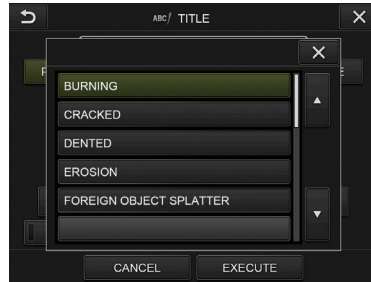 ABC/ TITLE
BURNING
CRACKED
DENTED
EROSION
FOREIGN OBJECT SPLATTER
CANCEL
EXECUTE